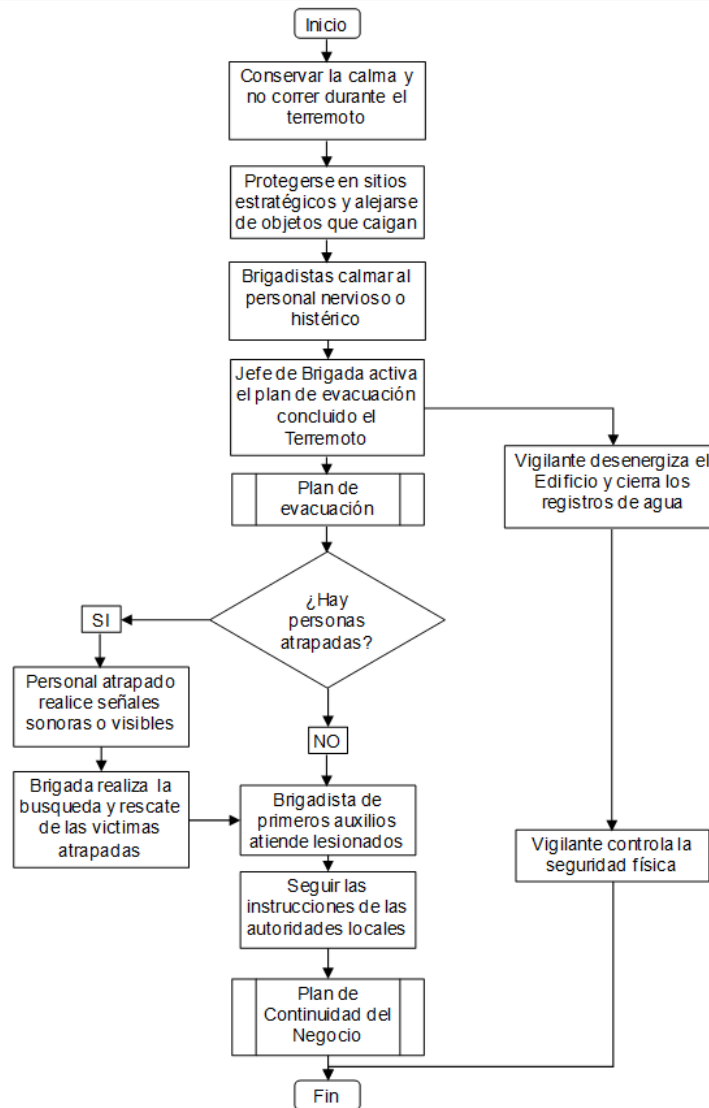 Inicio
Conservar la calma y
no correr durante el
terremoto
Protegerse en sitios
estratégicos y alejarse
de objetos que caigan
Brigadistas calmar al
personal nervioso o
histérico
Jefe de Brigada activa
el plan de evacuación
concluido el
Terremoto
Vigilante desenergiza el
Edificio y cierra los
registros de agua
Plan de
evacuación
¿Hay
personas
atrapadas?
SI
Personal atrapado
realice señales
sonoras o visibles
NO
Brigada realiza la
busqueda y rescate
de las victimas
atrapadas
Brigadista de
primeros auxilios
atiende lesionados
Vigilante controla la
seguridad física
Seguir las
instrucciones de las
autoridades locales
Plan de
Continuidad del
Negocio
Fin